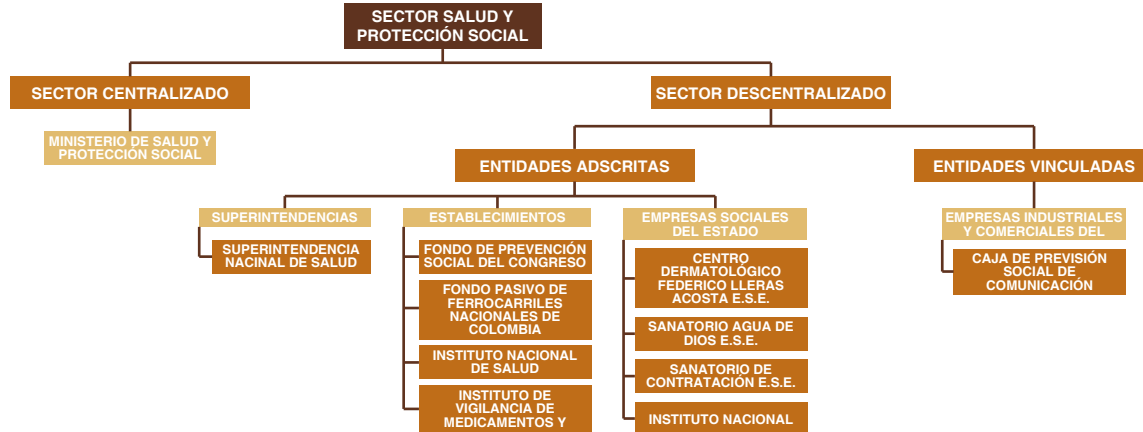 SECTOR SALUD Y
PROTECCIÓN SOCIAL
SECTOR CENTRALIZADO
SECTOR DESCENTRALIZADO
MINISTERIO DE SALUD Y
PROTECCIÓN SOCIAL
ENTIDADES ADSCRITAS
ENTIDADES VINCULADAS
SUPERINTENDENCIAS
SUPERINTENDENCIA
NACINAL DE SALUD
ESTABLECIMIENTOS
FONDO DE PREVENCIÓN
SOCIAL DEL CONGRESO
FONDO PASIVO DE
FERROCARRILES
NACIONALES DE
COLOMBIA
INSTITUTO NACIONAL
DE SALUD
INSTITUTO DE
VIGILANCIA DE
MEDICAMENTOS Y
EMPRESAS SOCIALES
DEL ESTADO
CENTRO
DERMATOLÓGICO
FEDERICO LLERAS
ACOSTA E.S.E.
SANATORIO AGUA DE
DIOS E.S.E.
SANATORIO DE
CONTRATACIÓN E.S.E.
INSTITUTO NACIONAL
EMPRESAS INDUSTRIALES
Y COMERCIALES DEL
CAJA DE PREVISIÓN
SOCIAL DE
COMUNICACIÓN